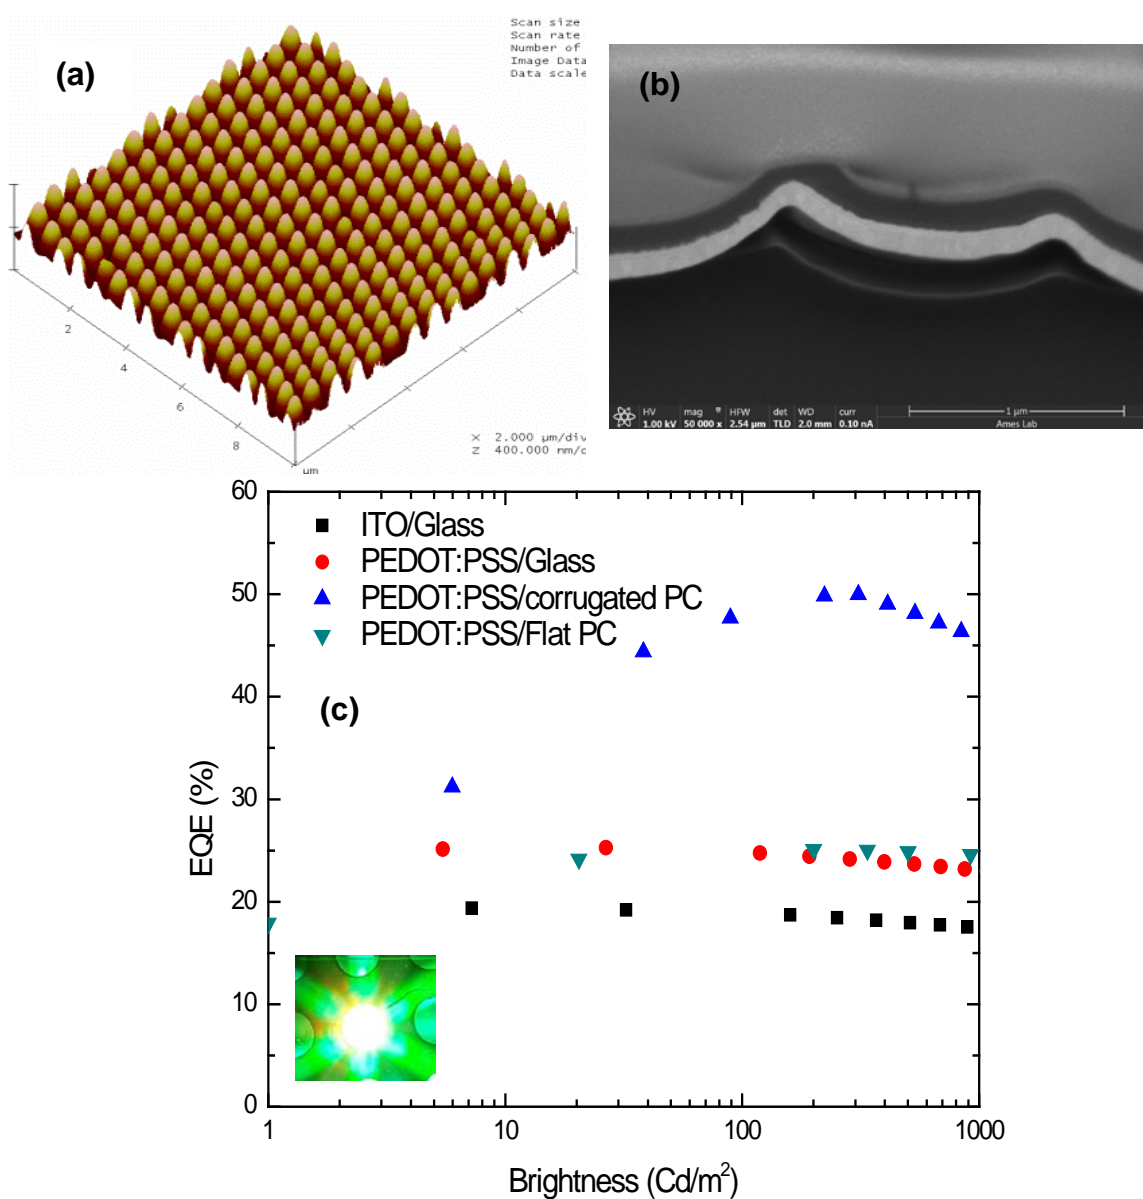 (a)
Scan size
Scan rate
Number of
Image Data
Data scale
2
4
6
8
µm
X 2.000 µm/div
Z 400.000 nm/d
(b)
HV mag HFW det WD curr
1.00 kV 50 000 x 2.54 µm TLD 2.0 mm 0.10 nA
1 µm
Ames Lab
60
50
40
30
20
10
0
EQE (%)
ITO/Glass
PEDOT:PSS/Glass
PEDOT:PSS/corrugated PC
PEDOT:PSS/Flat PC
(c)
1 10 100 1000
Brightness (Cd/m²)